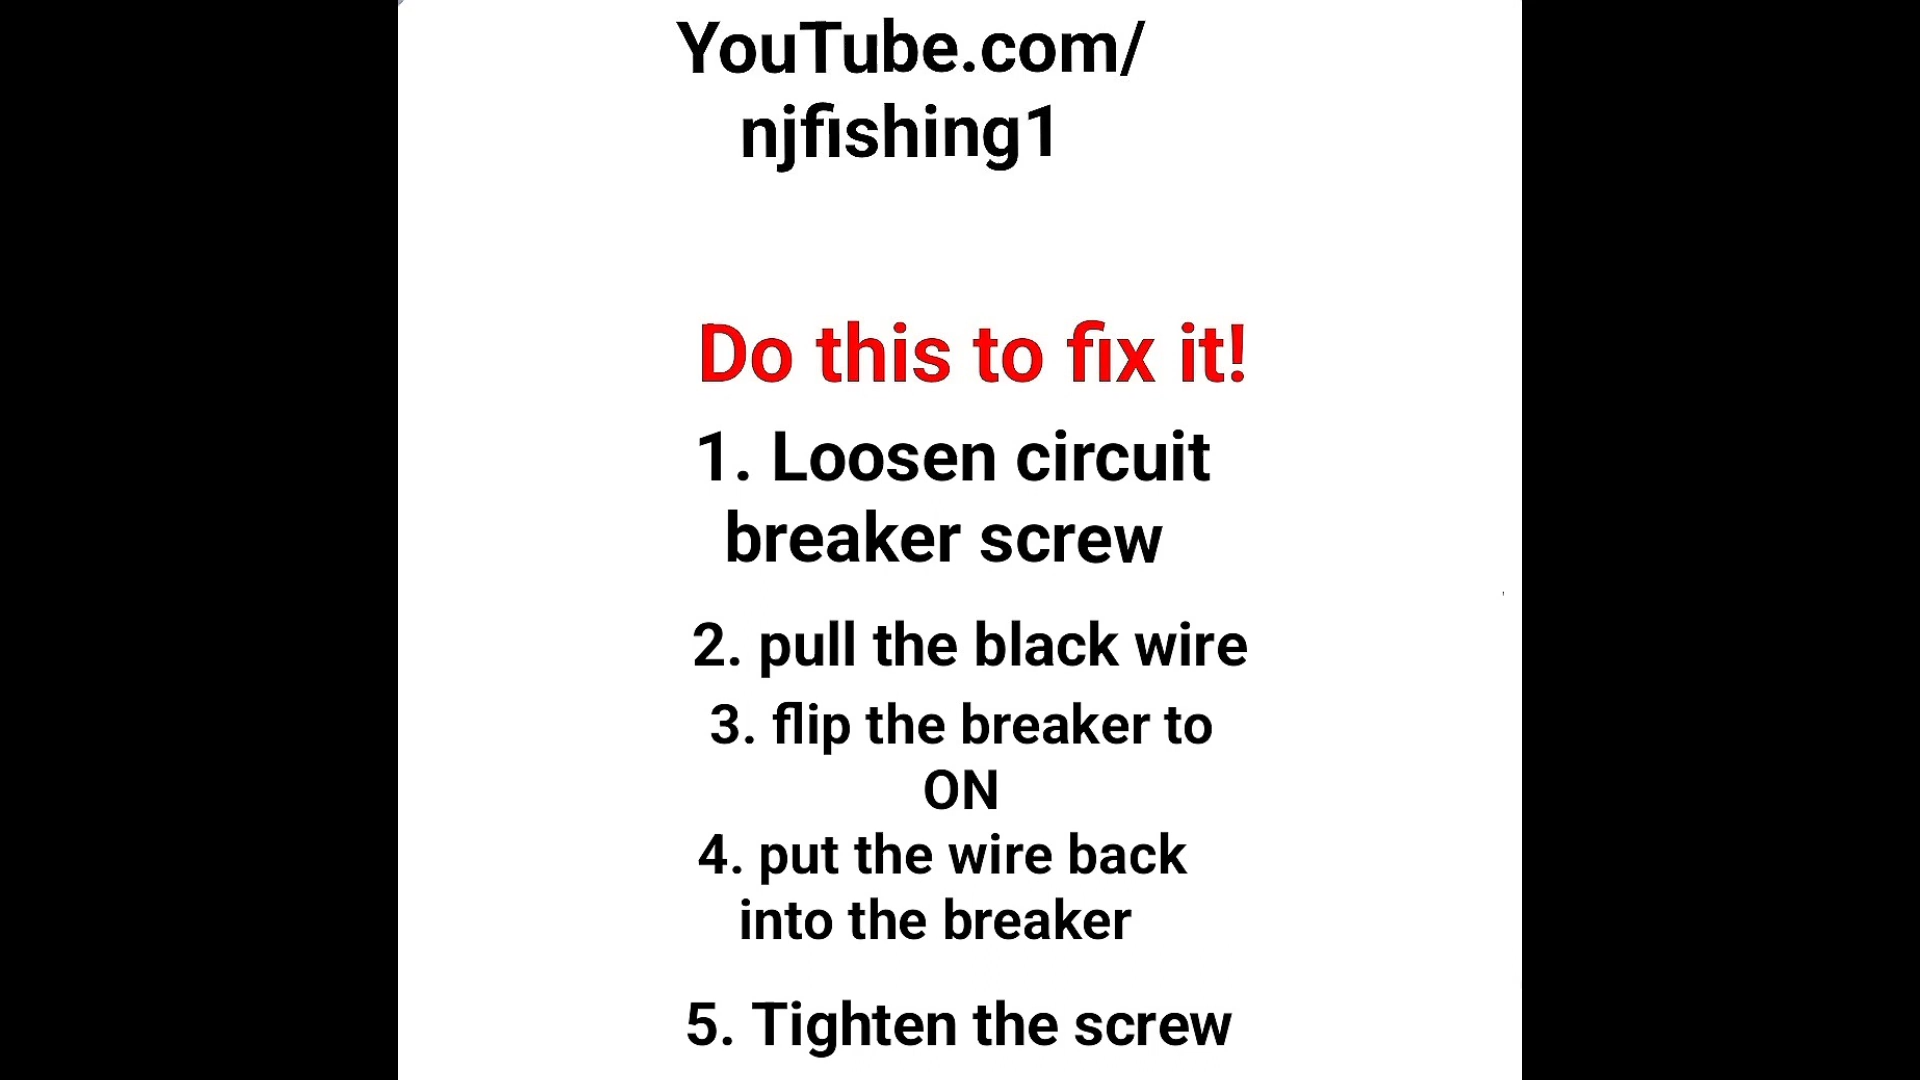 YouTube.com/
njfishing1
Do this to fix it!
1. Loosen circuit
breaker screw
2. pull the black wire
3. flip the breaker to
ON
4. put the wire back
into the breaker
5. Tighten the screw